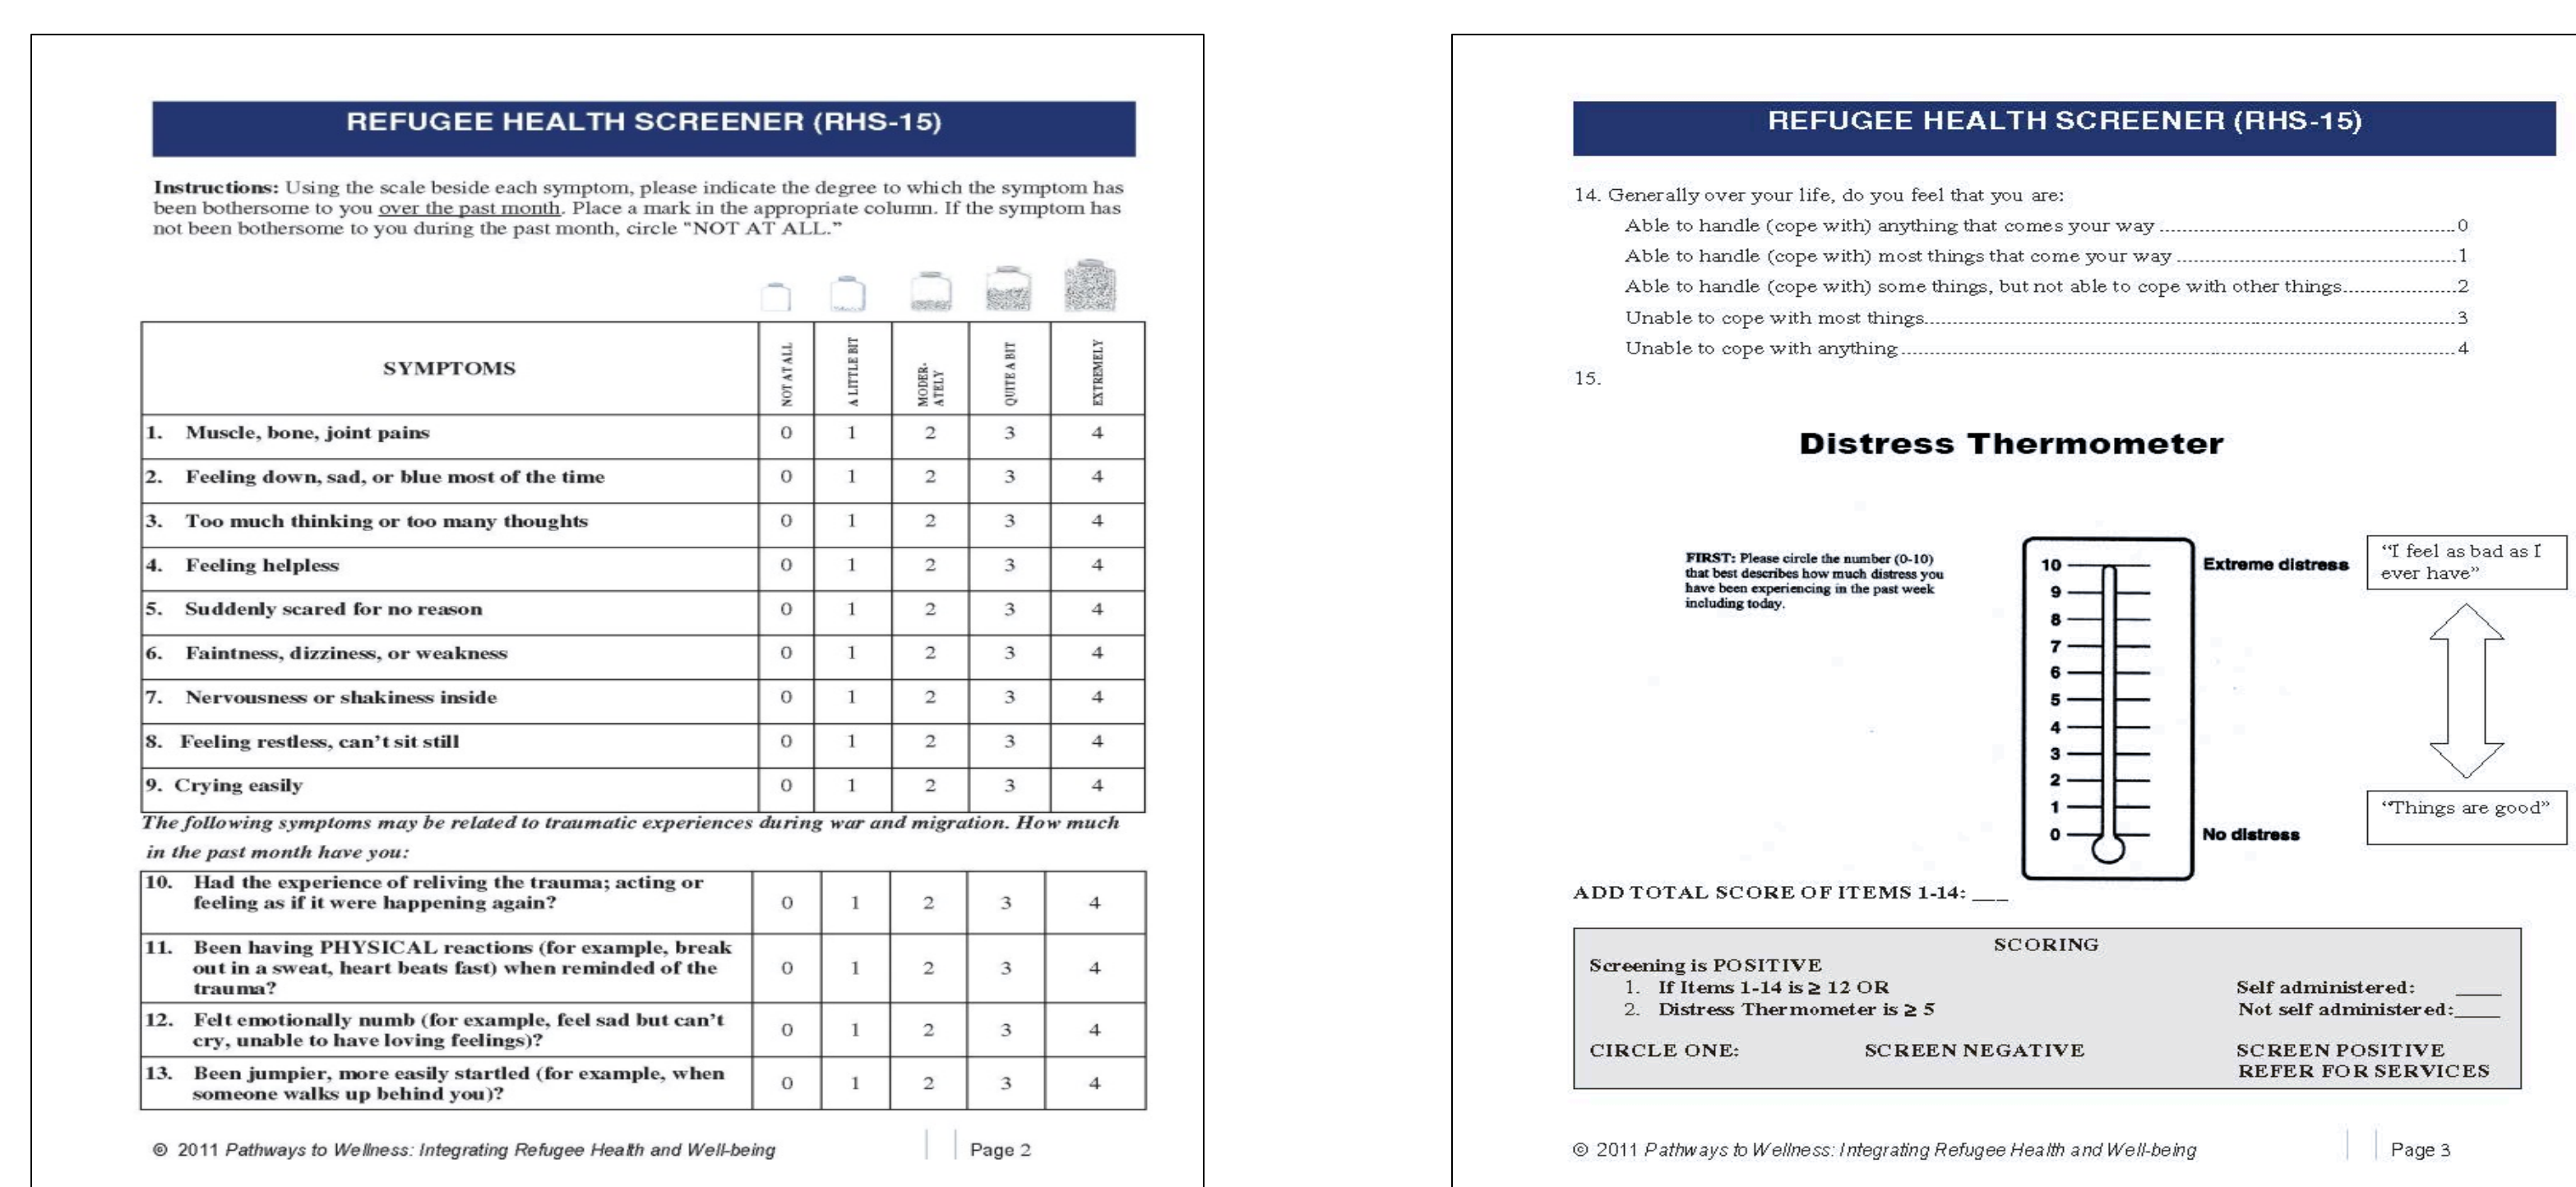 REFUGEE HEALTH SCREENER (RHS-15)
Instructions: Using the scale beside each symptom, please indicate the degree to which the symptom has
been bothersome to you over the past month. Place a mark in the appropriate column. If the symptom has
not been bothersome to you during the past month, circle "NOT AT ALL."
SYMPTOMS NOT AT ALL A LITTLE BIT MODER-ATELY QUITE A BIT EXTREMELY
1. Muscle, bone, joint pains 0 1 2 3 4
2. Feeling down, sad, or blue most of the time 0 1 2 3 4
3. Too much thinking or too many thoughts 0 1 2 3 4
4. Feeling helpless 0 1 2 3 4
5. Suddenly scared for no reason 0 1 2 3 4
6. Faintness, dizziness, or weakness 0 1 2 3 4
7. Nervousness or shakiness inside 0 1 2 3 4
8. Feeling restless, can't sit still 0 1 2 3 4
9. Crying easily 0 1 2 3 4
The following symptoms may be related to traumatic experiences during war and migration. How much
in the past month have you:
10. Had the experience of reliving the trauma; acting or
feeling as if it were happening again? 0 1 2 3 4
11. Been having PHYSICAL reactions (for example, break
out in a sweat, heart beats fast) when reminded of the 0 1 2 3 4
trauma?
12. Felt emotionally numb (for example, feel sad but can't
cry, unable to have loving feelings)? 0 1 2 3 4
13. Been jumpier, more easily startled (for example, when
someone walks up behind you)? 0 1 2 3 4
© 2011 Pathways to Wellness: Integrating Refugee Health and Well-being Page 2
REFUGEE HEALTH SCREENER (RHS-15)
14. Generally over your life, do you feel that you are:
Able to handle (cope with) anything that comes your way 0
Able to handle (cope with) most things that come your way 1
Able to handle (cope with) some things, but not able to cope with other things 2
Unable to cope with most things 3
Unable to cope with anything 4
15.
Distress Thermometer
FIRST: Please circle the number (0-10)
that best describes how much distress you
have been experiencing in the past week
including today.
10 Extreme distress
9
8
7
6
5
4
3
2
1
0 No distress
"I feel as bad as I
ever have"
"Things are good"
ADD TOTAL SCORE OF ITEMS 1-14: ___
SCORING
Screening is POSITIVE
1. If Items 1-14 is ≥ 12 OR Self administered: ____
2. Distress Thermometer is ≥ 5 Not self administered:____
CIRCLE ONE: SCREEN NEGATIVE SCREEN POSITIVE
REFER FOR SERVICES
© 2011 Pathways to Wellness: Integrating Refugee Health and Well-being Page 3